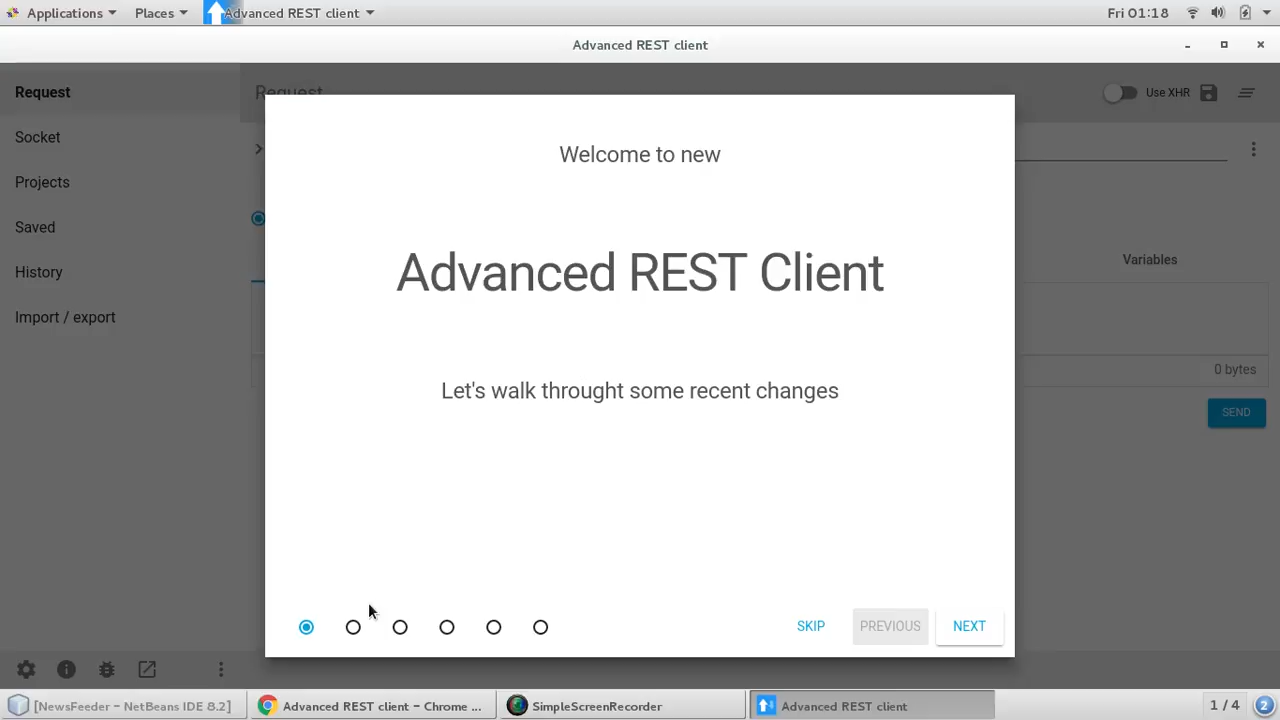 Applications Places Advanced REST client Fri 01:18
Advanced REST client
Request Request Use XHR
Socket
Projects
Saved
History
Import / export
Welcome to new
Advanced REST Client
Let's walk throught some recent changes
Variables
0 bytes
SEND
SKIP PREVIOUS NEXT
[NewsFeeder – NetBeans IDE 8.2] Advanced REST client – Chrome ... SimpleScreenRecorder Advanced REST client 1 / 4 2